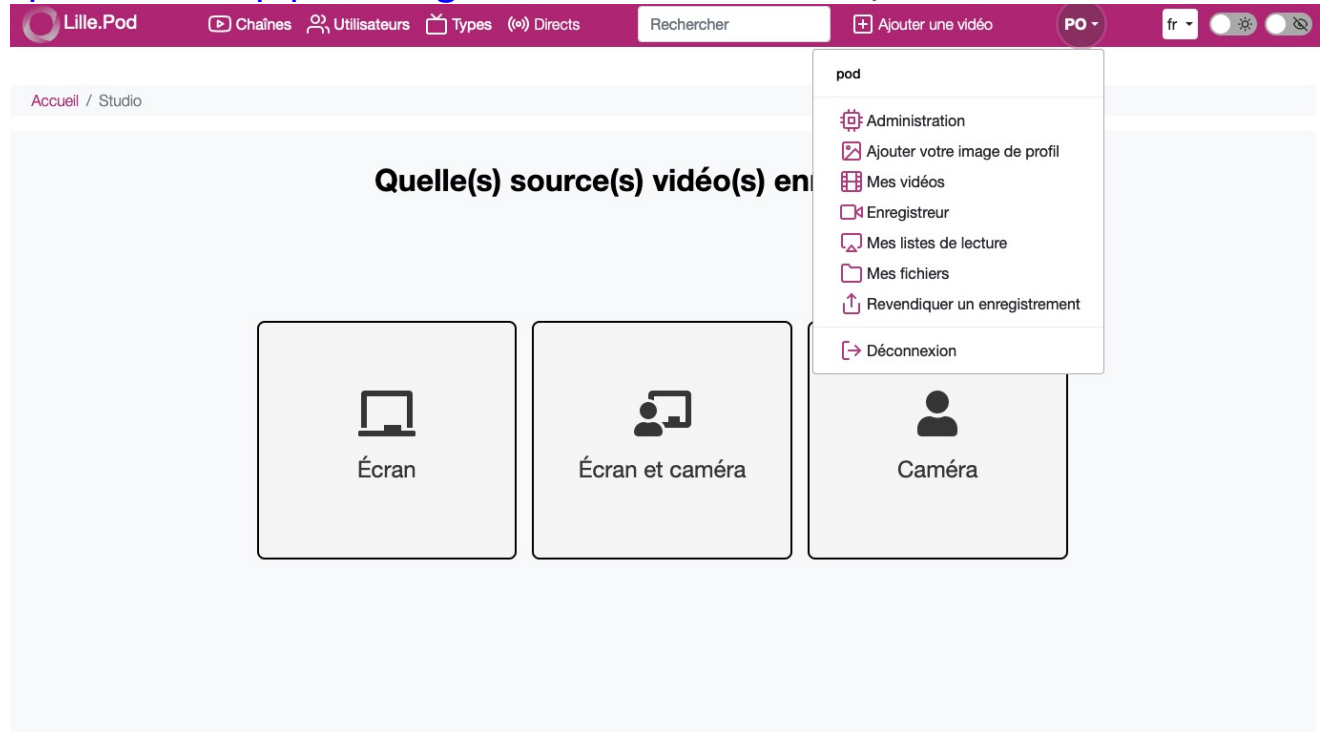 Lille.Pod Chaînes Utilisateurs Types Directs Rechercher Ajouter une vidéo PO fr
pod
Accueil / Studio
Administration
Ajouter votre image de profil
Quelle(s) source(s) vidéo(s)
Mes vidéos
Enregistreur
Mes listes de lecture
Mes fichiers
Revendiquer un enregistrement
Déconnexion
Écran
Écran et caméra
Caméra